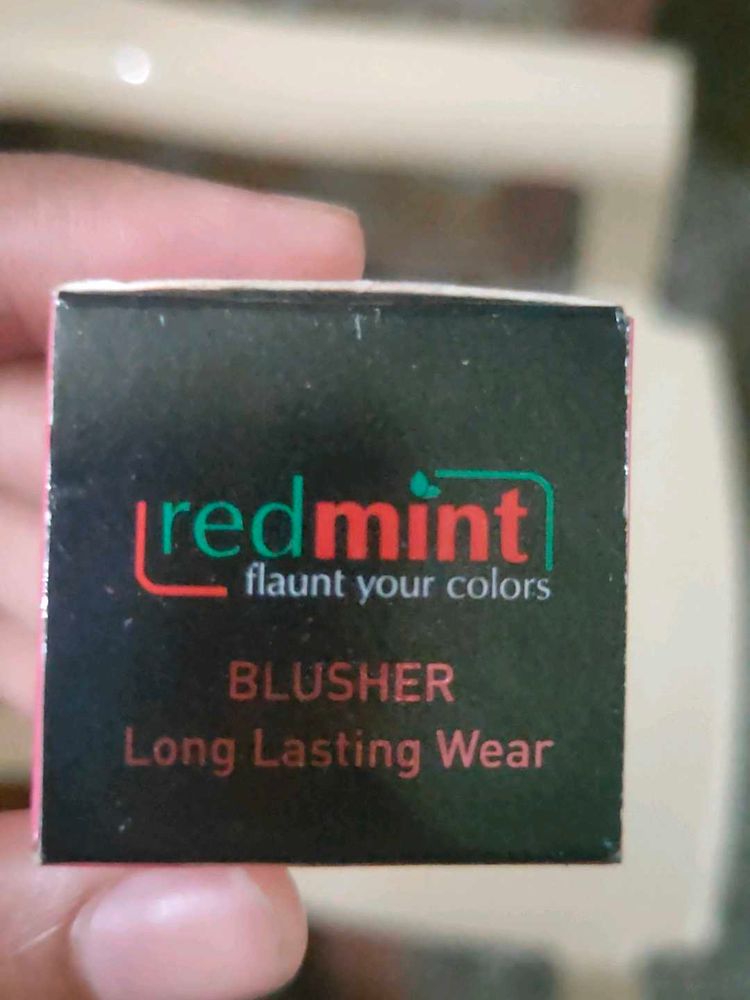 redmint
flaunt your colors
BLUSHER
Long Lasting Wear